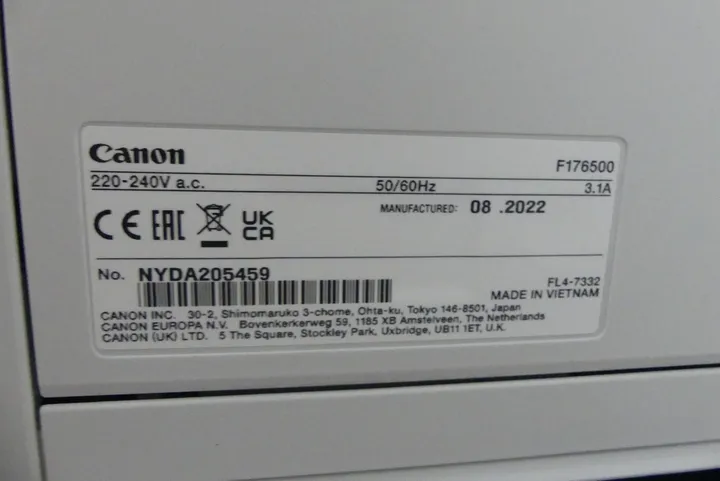 Canon
F176500
220-240V a.c. 50/60Hz 3.1A
MANUFACTURED: 08 .2022
CE EAC UK CA
No. NYDA205459
FL4-7332
MADE IN VIETNAM
CANON INC. 30-2, Shimomaruko 3-chome, Ohta-ku, Tokyo 146-8501, Japan
CANON EUROPA N.V. Bovenkerkerweg 59, 1185 XB Amstelveen, The Netherlands
CANON (UK) LTD. 5 The Square, Stockley Park, Uxbridge, UB11 1ET, U.K.